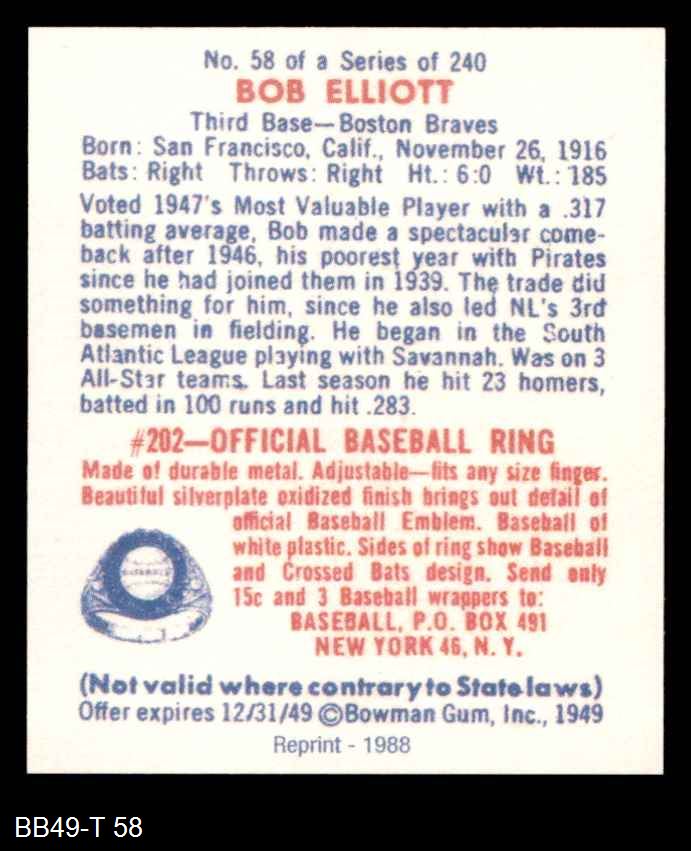 No. 58 of a Series of 240
BOB ELLIOTT
Third Base—Boston Braves
Born: San Francisco, Calif., November 26, 1916
Bats: Right Throws: Right Ht.: 6:0 Wt.: 185
Voted 1947's Most Valuable Player with a .317
batting average, Bob made a spectacular come-
back after 1946, his poorest year with Pirates
since he had joined them in 1939. The trade did
something for him, since he also led NL's 3rd
basemen in fielding. He began in the South
Atlantic League playing with Savannah. Was on 3
All-Star teams. Last season he hit 23 homers,
batted in 100 runs and hit .283.
#202—OFFICIAL BASEBALL RING
Made of durable metal. Adjustable—fits any size finger.
Beautiful silverplate oxidized finish brings out detail of
official Baseball Emblem. Baseball of
white plastic. Sides of ring show Baseball
and Crossed Bats design. Send only
15c and 3 Baseball wrappers to:
BASEBALL, P.O. BOX 491
NEW YORK 46, N. Y.
(Not valid where contrary to State laws)
Offer expires 12/31/49 ©Bowman Gum, Inc., 1949
Reprint - 1988
BB49-T 58